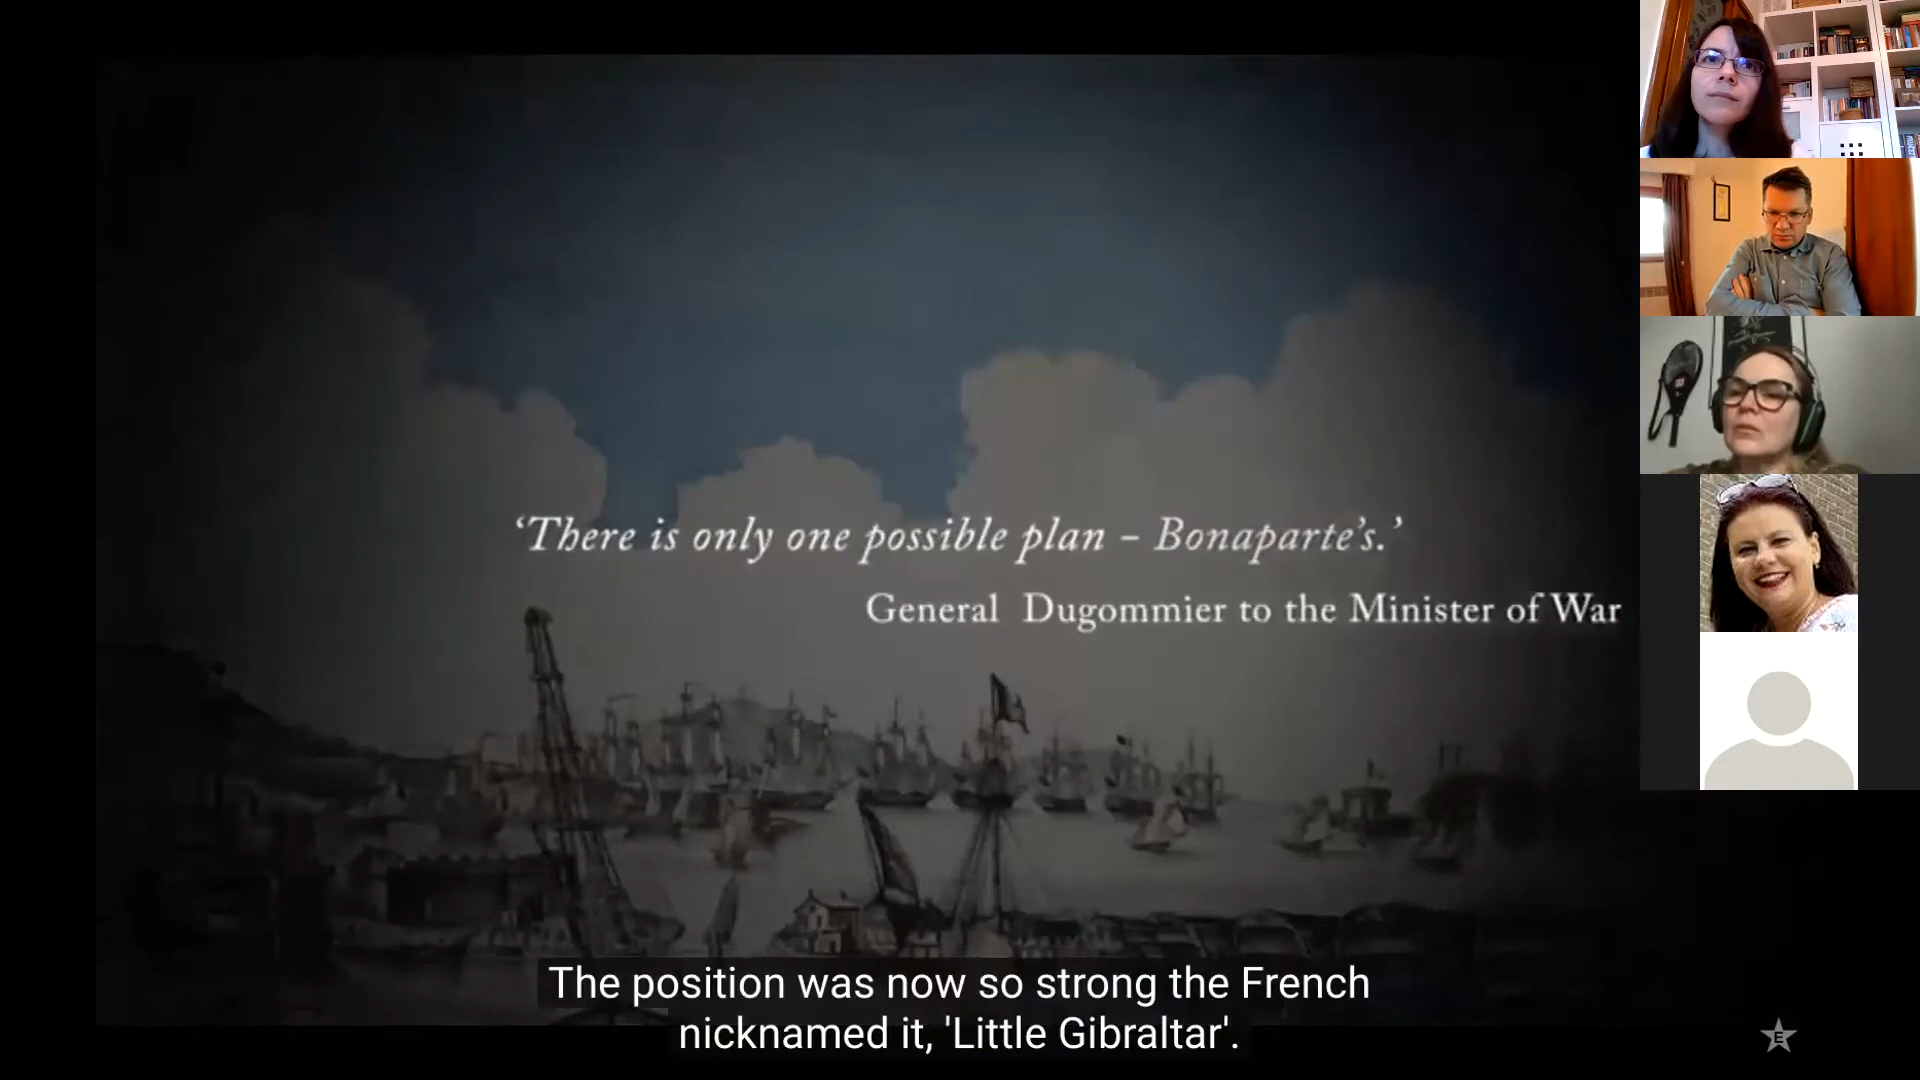 ‘There is only one possible plan – Bonaparte’s.’
General Dugommier to the Minister of War
The position was now so strong the French
nicknamed it, 'Little Gibraltar'.
E